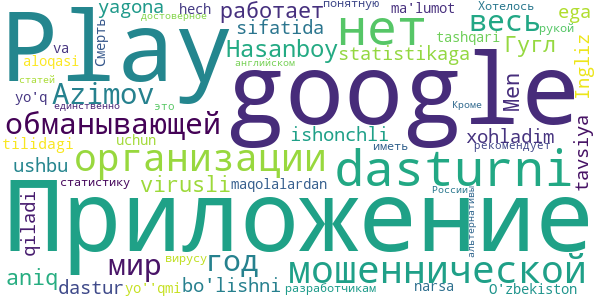 yagona hech работает понятную ma'lumot Хотелось
Play достоверное нет весь ega
va Смерть sifatida tashqari рукой
aloqasi Hasanboy statistikaga Гугл Ingliz
статей английском
yo'q Azimov google Men
единственно это Кроме
обманывающей ishonchli xohladim tavsiya
tilidagi uchun иметь рекомендует
ushbu организации dasturni
статистику virusli maqolalardan России альтернативы
qiladi Приложение
мир вирусу год мошеннической
aniq dastur yo''qmi bo'lishni разработчикам narsa O'zbekiston